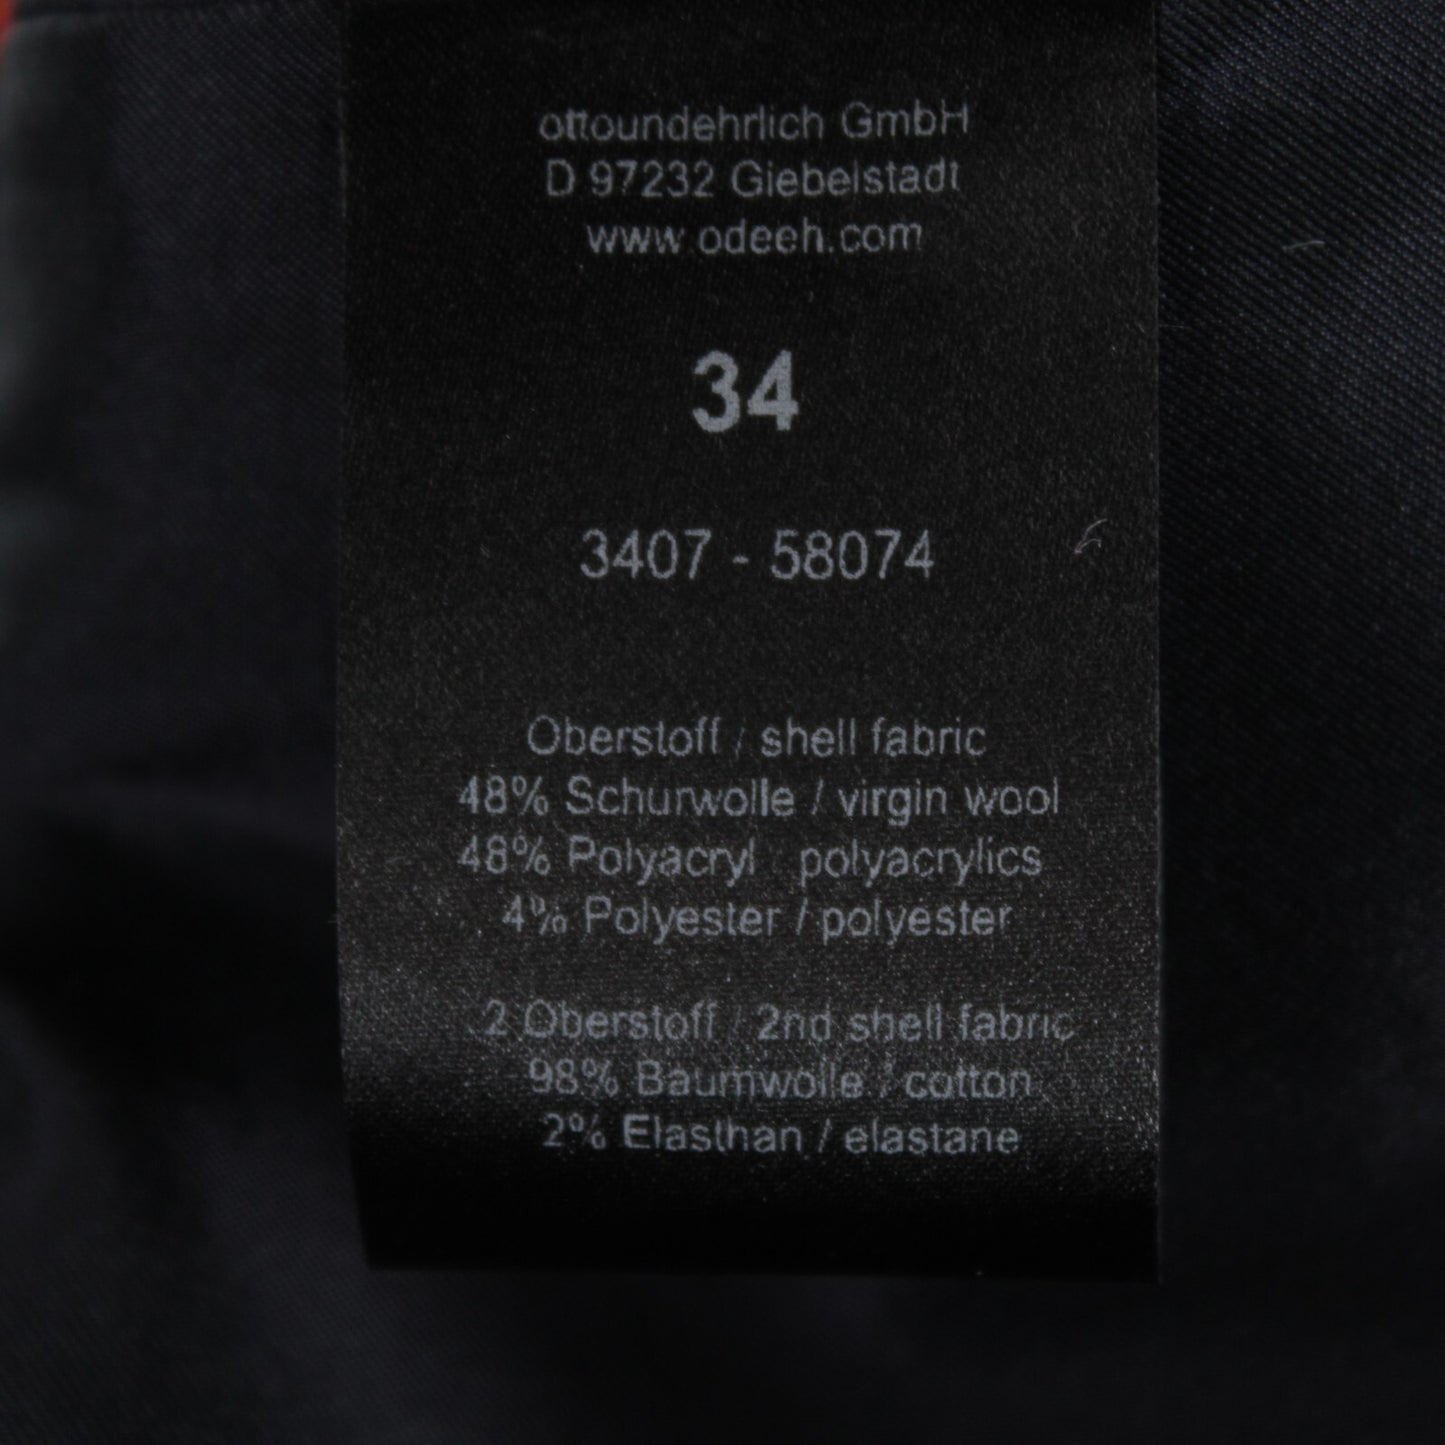 ottoundehrlich GmbH
D 97232 Giebelstadt
www.odeeh.com
34
3407 - 58074
Oberstoff / shell fabric
48% Schurwolle / virgin wool
48% Polyacryl / polyacrylics
4% Polyester / polyester
2 Oberstoff / 2nd shell fabric
98% Baumwolle / cotton
2% Elasthan / elastane